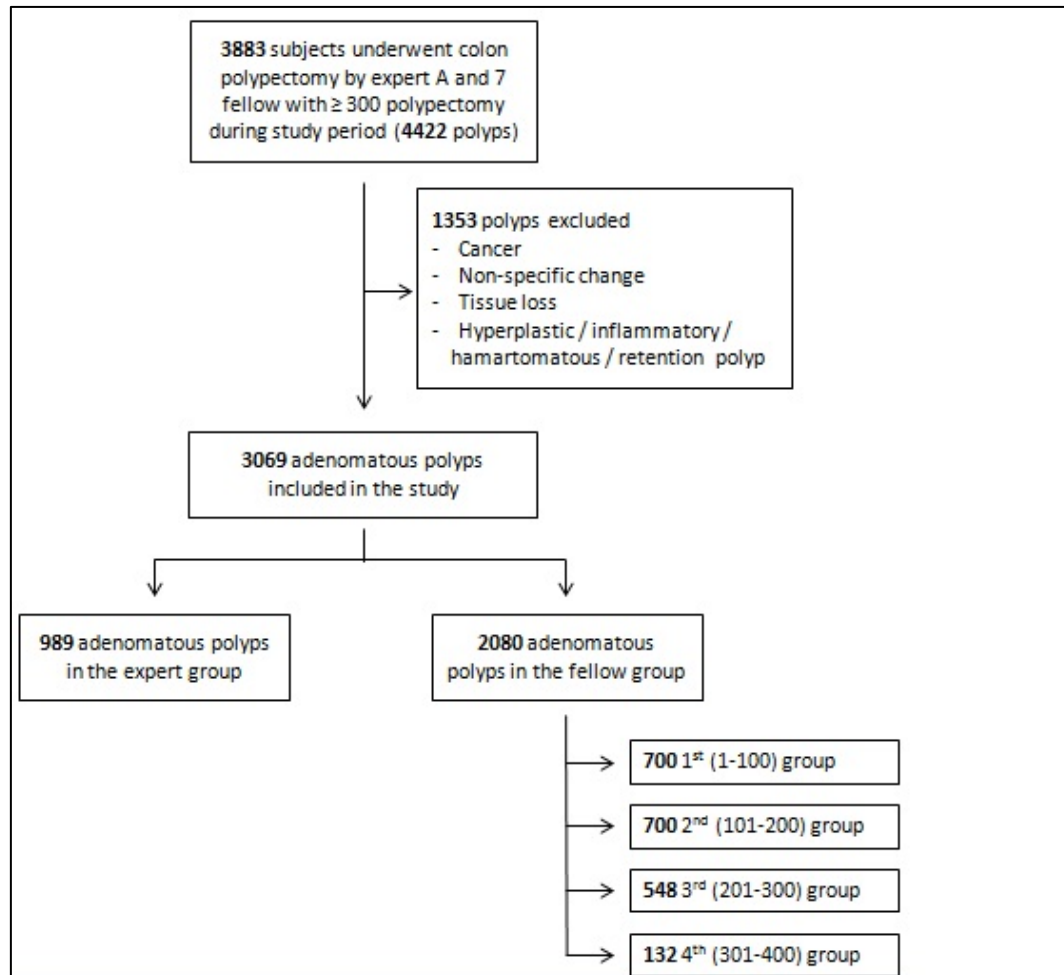 3883 subjects underwent colon
polypectomy by expert A and 7
fellow with ≥ 300 polypectomy
during study period (4422 polyps)
1353 polyps excluded
- Cancer
- Non-specific change
- Tissue loss
- Hyperplastic / inflammatory /
hamartomatous / retention polyp
3069 adenomatous polyps
included in the study
989 adenomatous polyps
in the expert group
2080 adenomatous
polyps in the fellow group
700 1st (1-100) group
700 2nd (101-200) group
548 3rd (201-300) group
132 4th (301-400) group